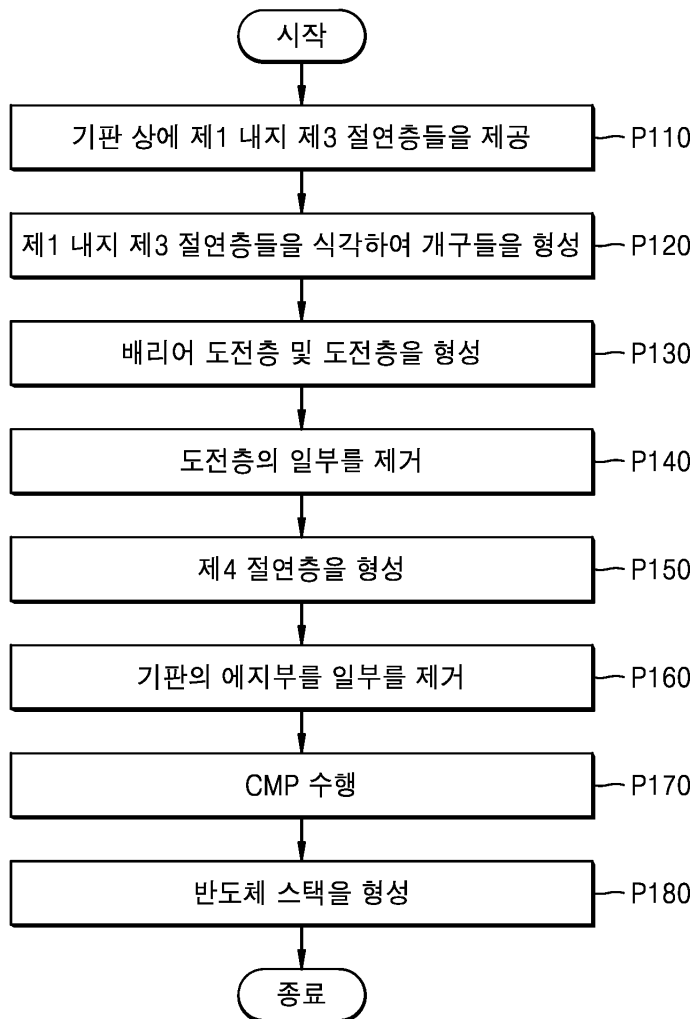 시작
기판 상에 제1 내지 제3 절연층들을 제공 P110
제1 내지 제3 절연층들을 식각하여 개구들을 형성 P120
배리어 도전층 및 도전층을 형성 P130
도전층의 일부를 제거 P140
제4 절연층을 형성 P150
기판의 에지부를 일부를 제거 P160
CMP 수행 P170
반도체 스택을 형성 P180
종료